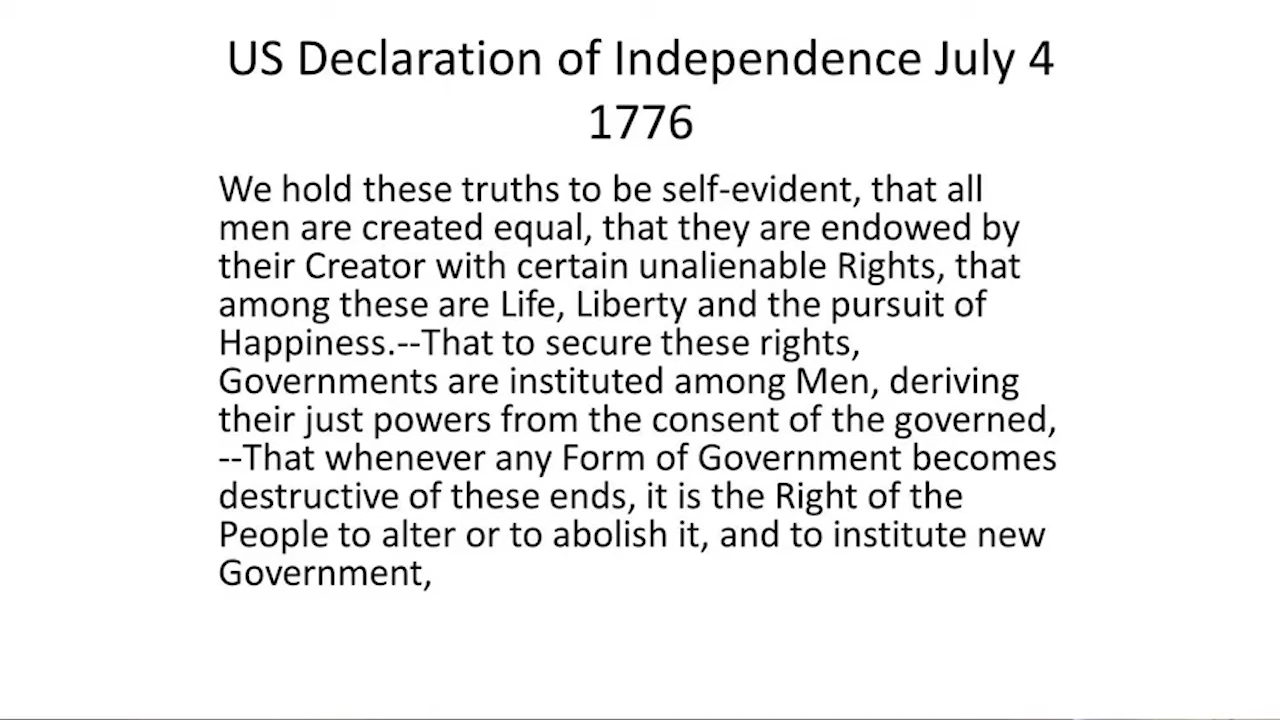 US Declaration of Independence July 4
1776
We hold these truths to be self-evident, that all
men are created equal, that they are endowed by
their Creator with certain unalienable Rights, that
among these are Life, Liberty and the pursuit of
Happiness.--That to secure these rights,
Governments are instituted among Men, deriving
their just powers from the consent of the governed,
--That whenever any Form of Government becomes
destructive of these ends, it is the Right of the
People to alter or to abolish it, and to institute new
Government,